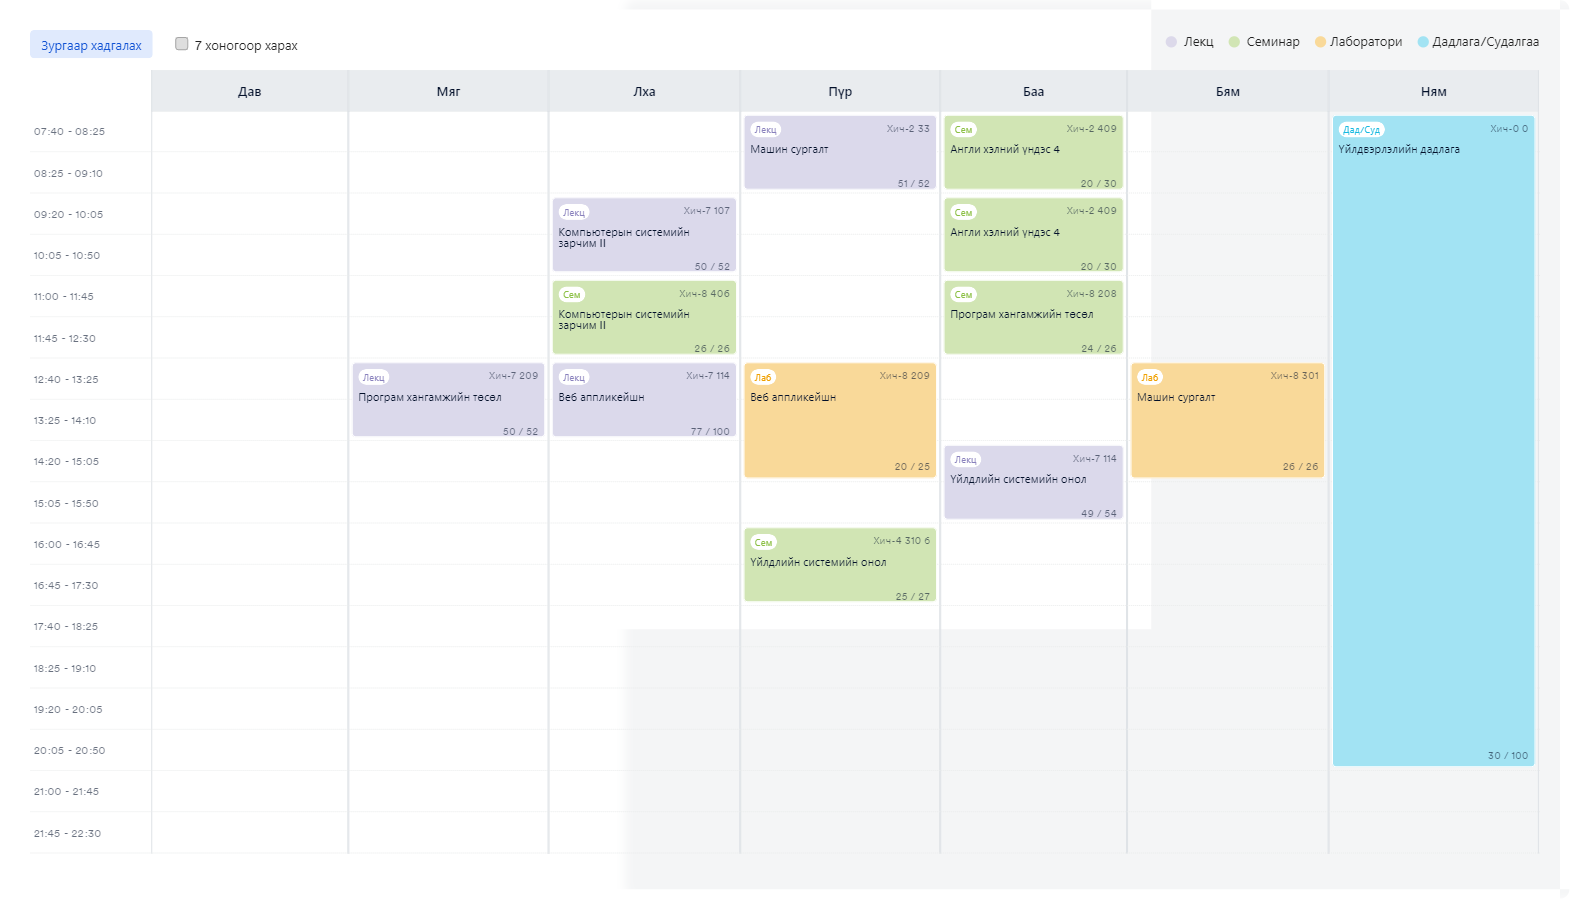 Зургаар хадгалах
7 хоногоор харах
Лекц
Семинар
Лаборатори
Дадлага/Судалгаа
Дав
Мяг
Лха
Пүр
Баа
Бям
Ням
07:40 - 08:25
Лекц
Хич-2 33
Машин сургалт
51 / 52
Сем
Хич-2 409
Англи хэлний үндэс 4
20 / 30
Дад/Суд
Хич-0 0
Үйлдвэрлэлийн дадлага
30 / 100
08:25 - 09:10
09:20 - 10:05
Лекц
Хич-7 107
Компьютерын системийн
зарчим II
50 / 52
Сем
Хич-2 409
Англи хэлний үндэс 4
20 / 30
10:05 - 10:50
11:00 - 11:45
Сем
Хич-8 406
Компьютерын системийн
зарчим II
26 / 26
Сем
Хич-8 208
Програм хангамжийн төсөл
24 / 26
11:45 - 12:30
12:40 - 13:25
Лекц
Хич-7 209
Програм хангамжийн төсөл
50 / 52
Лекц
Хич-7 114
Веб аппликейшн
77 / 100
Лаб
Хич-8 209
Веб аппликейшн
20 / 25
Лаб
Хич-8 301
Машин сургалт
26 / 26
13:25 - 14:10
14:20 - 15:05
Лекц
Хич-7 114
Үйлдлийн системийн онол
49 / 54
15:05 - 15:50
16:00 - 16:45
Сем
Хич-4 310 6
Үйлдлийн системийн онол
25 / 27
16:45 - 17:30
17:40 - 18:25
18:25 - 19:10
19:20 - 20:05
20:05 - 20:50
21:00 - 21:45
21:45 - 22:30